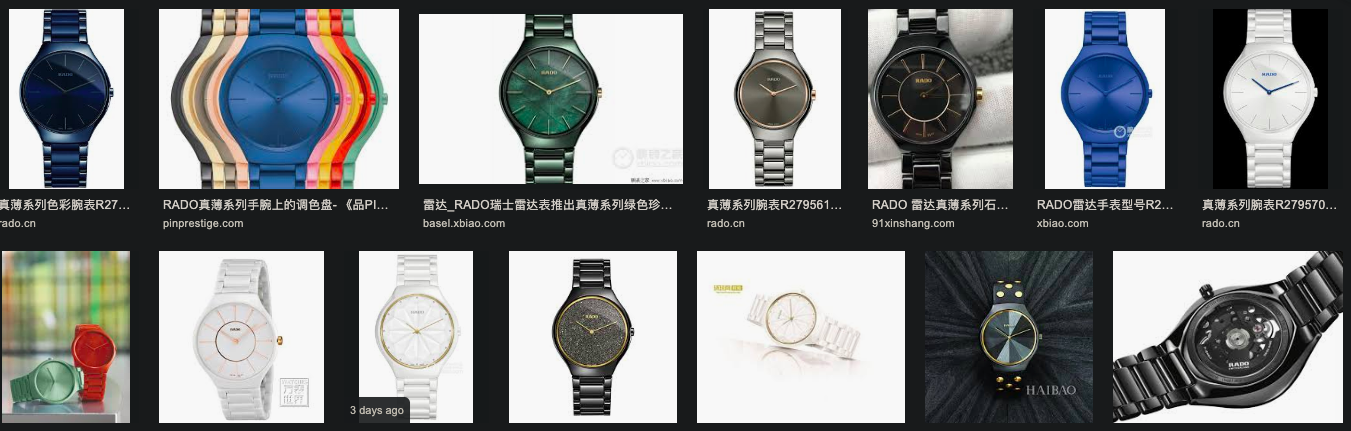 真薄系列色彩腕表R27...
rado.cn
RADO真薄系列手腕上的调色盘- 《品PI...
pinprestige.com
雷达_RADO瑞士雷达表推出真薄系列绿色珍...
basel.xbiao.com
真薄系列腕表R279561...
rado.cn
RADO 雷达真薄系列石...
91xinshang.com
RADO雷达手表型号R2...
xbiao.com
真薄系列腕表R279570...
rado.cn
3 days ago
HAIBAO
RADO